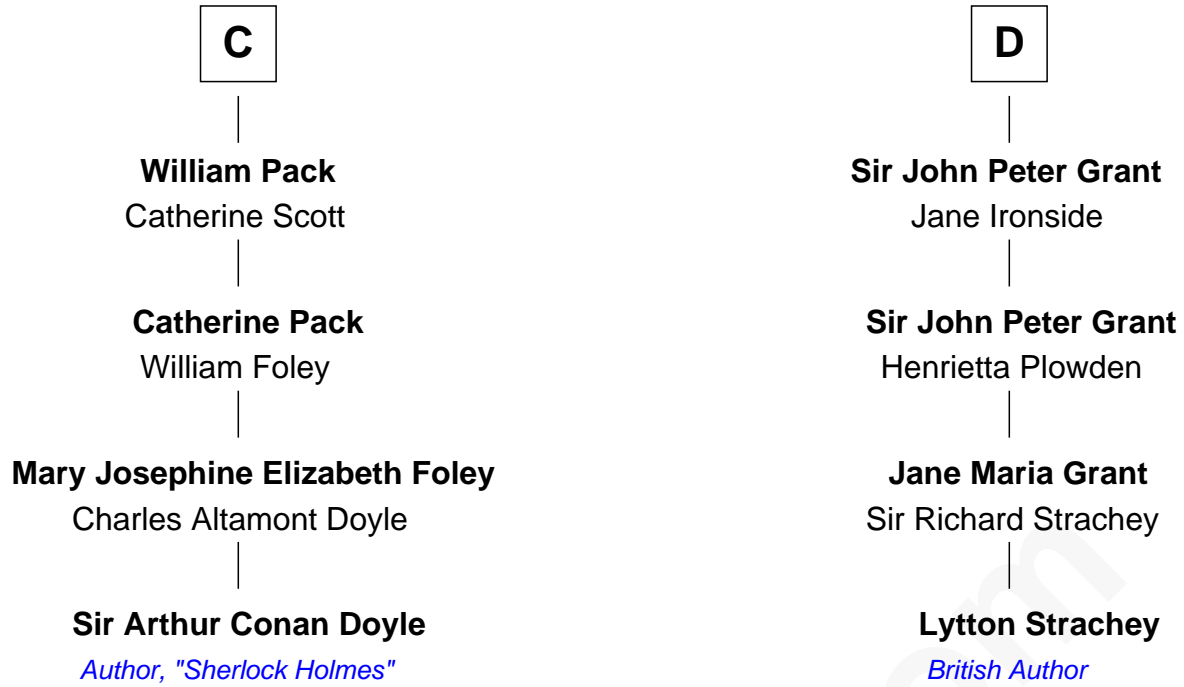 C
William Pack
Catherine Scott
Catherine Pack
William Foley
Mary Josephine Elizabeth Foley
Charles Altamont Doyle
Sir Arthur Conan Doyle
Author, "Sherlock Holmes"
D
Sir John Peter Grant
Jane Ironside
Sir John Peter Grant
Henrietta Plowden
Jane Maria Grant
Sir Richard Strachey
Lytton Strachey
British Author